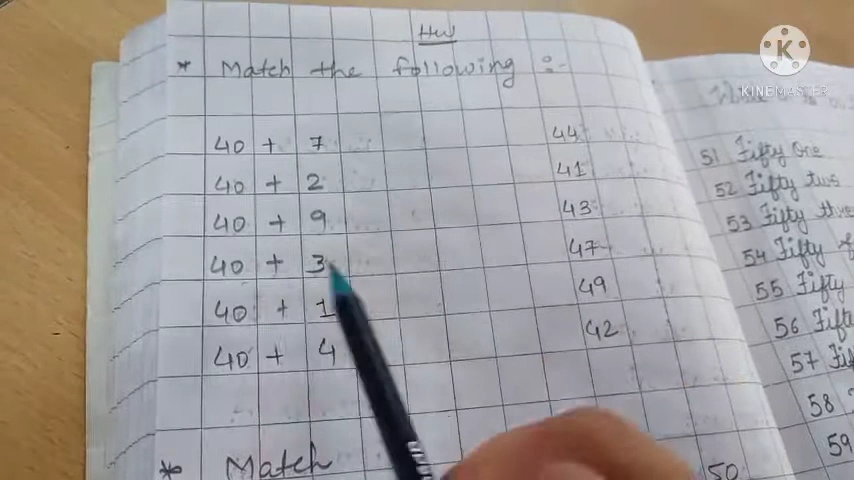 HW
* Match the following :-
40 + 7 44
40 + 2 41
40 + 9 43
40 + 3 47
40 + 1 49
40 + 4 42
* Match
50
51 Fifty One
52 Fifty two
53 Fifty
54 Fifty
55 Fifty
56
57
58
59
K
KINEMASTER